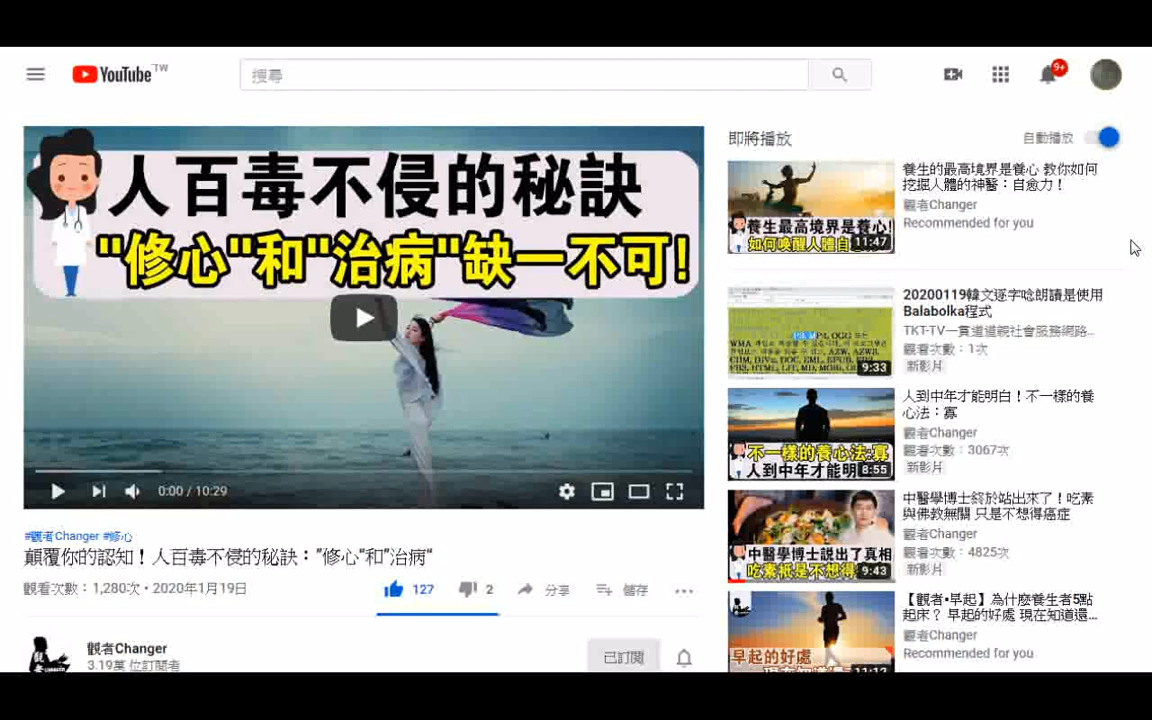 YouTube TW
搜尋
9+
人百毒不侵的秘訣
"修心"和"治病"缺一不可!
0:00 / 10:29
#觀者Changer #修心
顛覆你的認知！人百毒不侵的秘訣："修心"和"治病"
觀看次數：1,280次 • 2020年1月19日
127
2
分享
儲存
觀者Changer
3.19萬 位訂閱者
已訂閱
即將播放
自動播放
養生最高境界是養心!
如何喚醒人體自
11:47
養生的最高境界是養心 教你如何
挖掘人體的神醫：自愈力！
觀者Changer
Recommended for you
9:33
20200119韓文逐字唸朗讀是使用
Balabolka程式
TKT-TV一貫道道親社會服務網路...
觀看次數：1次
新影片
不一樣的養心法:寡
人到中年才能明
8:55
人到中年才能明白！不一樣的養
心法：寡
觀者Changer
觀看次數：3067次
新影片
中醫學博士説出了真相
吃素衹是不想得
9:43
中醫學博士終於站出來了！吃素
與佛教無關 只是不想得癌症
觀者Changer
觀看次數：4825次
新影片
早起的好處
11:12
【觀者•早起】為什麼養生者5點
起床？ 早起的好處 現在知道還...
觀者Changer
Recommended for you